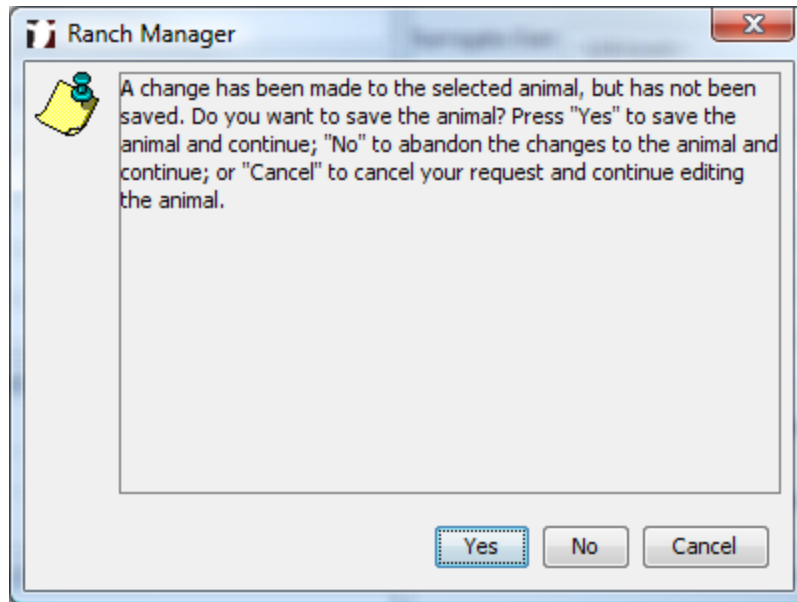 Ranch Manager
A change has been made to the selected animal, but has not been
saved. Do you want to save the animal? Press "Yes" to save the
animal and continue; "No" to abandon the changes to the animal and
continue; or "Cancel" to cancel your request and continue editing
the animal.
Yes No Cancel